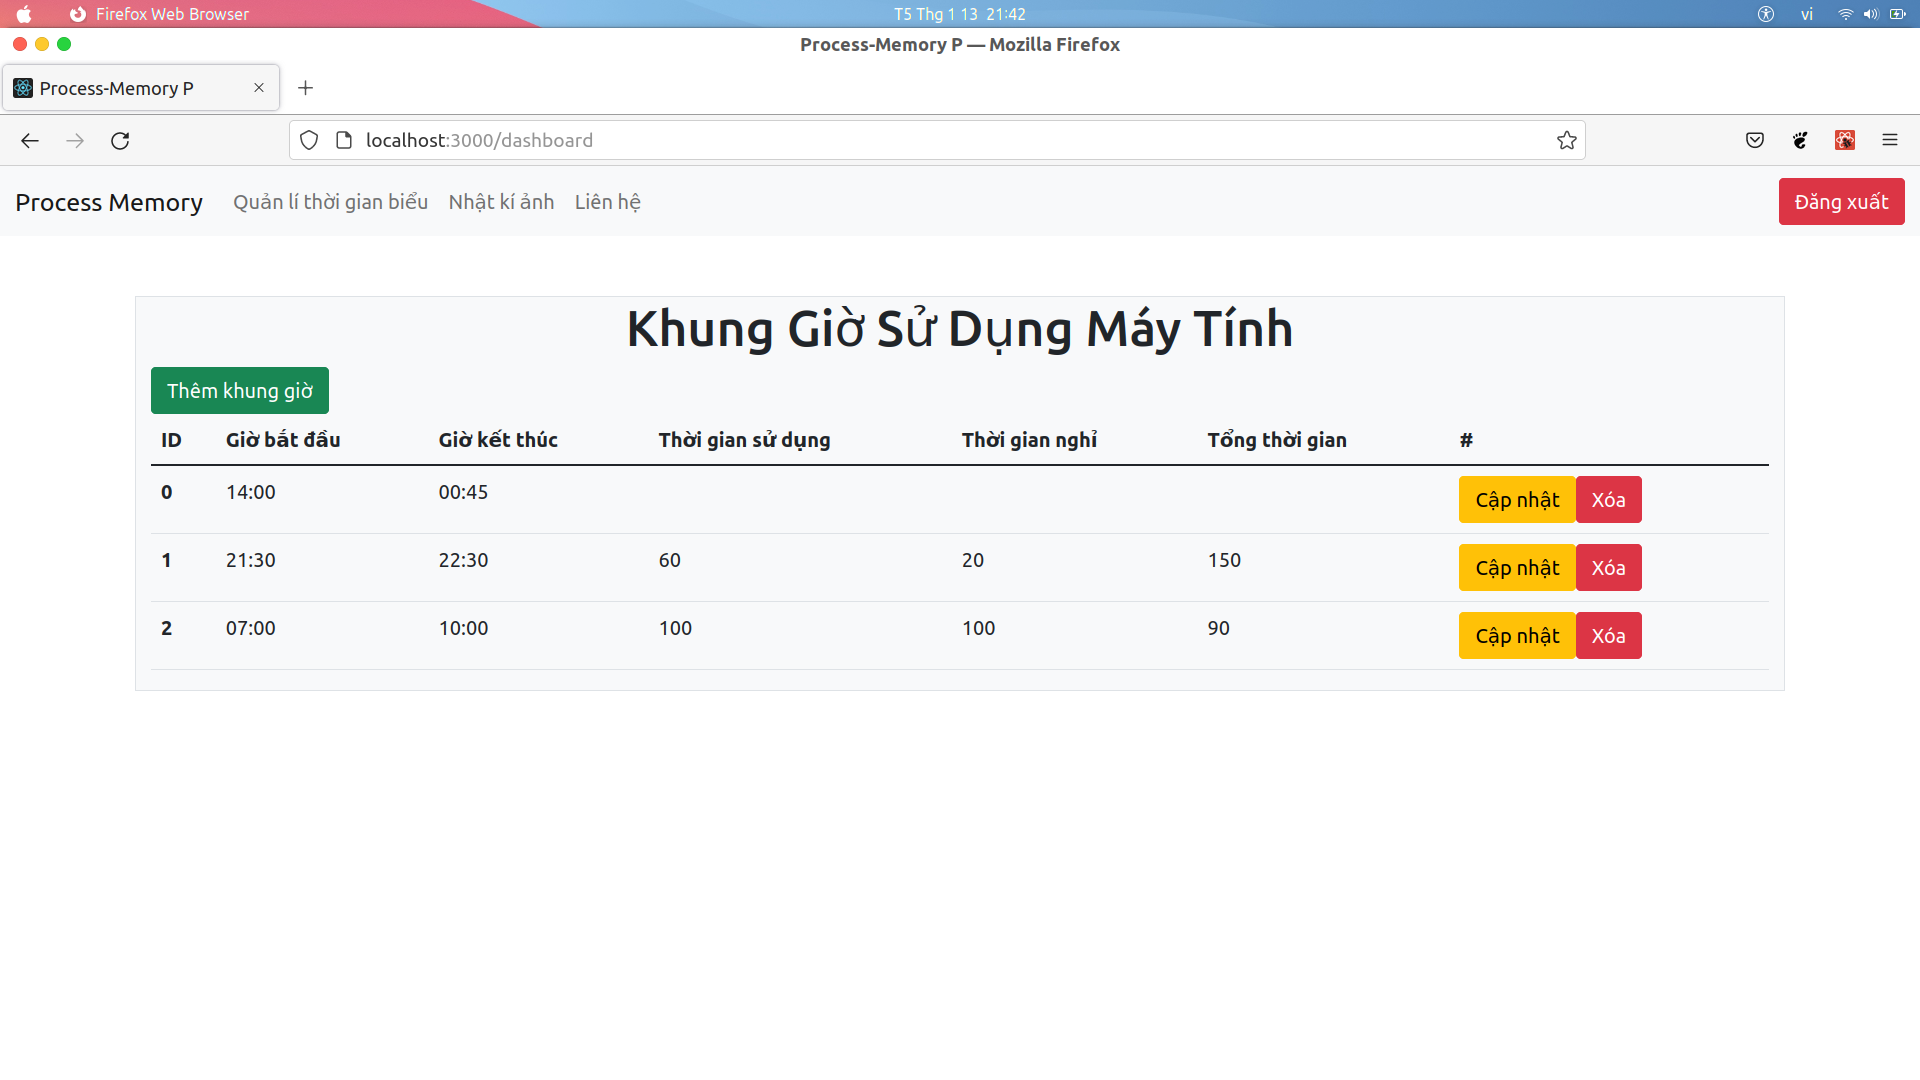 Firefox Web Browser T5 Thg 1 13 21:42 vi
Process-Memory P — Mozilla Firefox
Process-Memory P
localhost:3000/dashboard
Process Memory Quản lí thời gian biểu Nhật kí ảnh Liên hệ Đăng xuất
Khung Giờ Sử Dụng Máy Tính
Thêm khung giờ
ID Giờ bắt đầu Giờ kết thúc Thời gian sử dụng Thời gian nghỉ Tổng thời gian #
0 14:00 00:45 Cập nhật Xóa
1 21:30 22:30 60 20 150 Cập nhật Xóa
2 07:00 10:00 100 100 90 Cập nhật Xóa